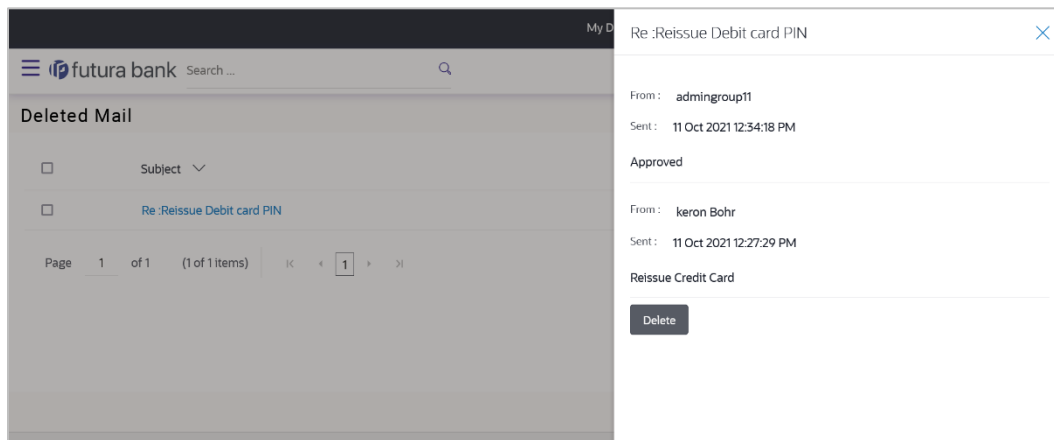 My D
futura bank Search ...
Deleted Mail
Subject
Re :Reissue Debit card PIN
Page 1 of 1 (1 of 1 items) 1
Re :Reissue Debit card PIN
From : admingroup11
Sent : 11 Oct 2021 12:34:18 PM
Approved
From : keron Bohr
Sent : 11 Oct 2021 12:27:29 PM
Reissue Credit Card
Delete